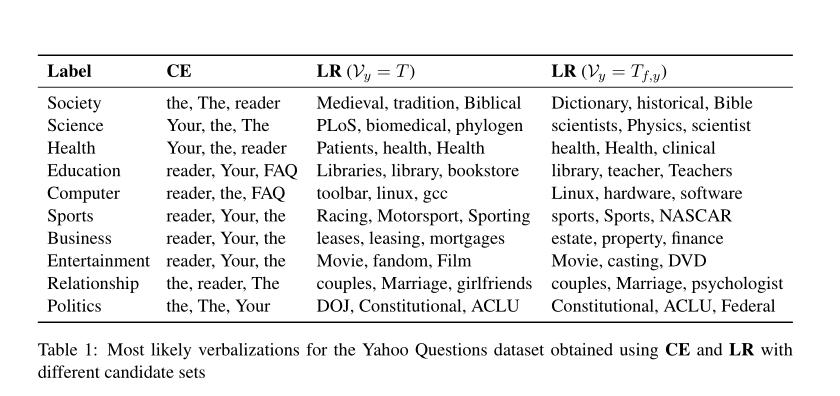 Label CE LR (𝒱y = T) LR (𝒱y = Tf,y)
Society the, The, reader Medieval, tradition, Biblical Dictionary, historical, Bible
Science Your, the, The PLoS, biomedical, phylogen scientists, Physics, scientist
Health Your, the, reader Patients, health, Health health, Health, clinical
Education reader, Your, FAQ Libraries, library, bookstore library, teacher, Teachers
Computer reader, the, FAQ toolbar, linux, gcc Linux, hardware, software
Sports reader, Your, the Racing, Motorsport, Sporting sports, Sports, NASCAR
Business reader, Your, the leases, leasing, mortgages estate, property, finance
Entertainment reader, Your, the Movie, fandom, Film Movie, casting, DVD
Relationship the, reader, The couples, Marriage, girlfriends couples, Marriage, psychologist
Politics the, The, Your DOJ, Constitutional, ACLU Constitutional, ACLU, Federal
Table 1: Most likely verbalizations for the Yahoo Questions dataset obtained using CE and LR with
different candidate sets